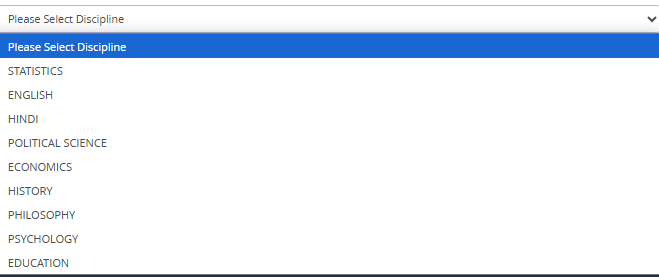 Please Select Discipline
Please Select Discipline
STATISTICS
ENGLISH
HINDI
POLITICAL SCIENCE
ECONOMICS
HISTORY
PHILOSOPHY
PSYCHOLOGY
EDUCATION